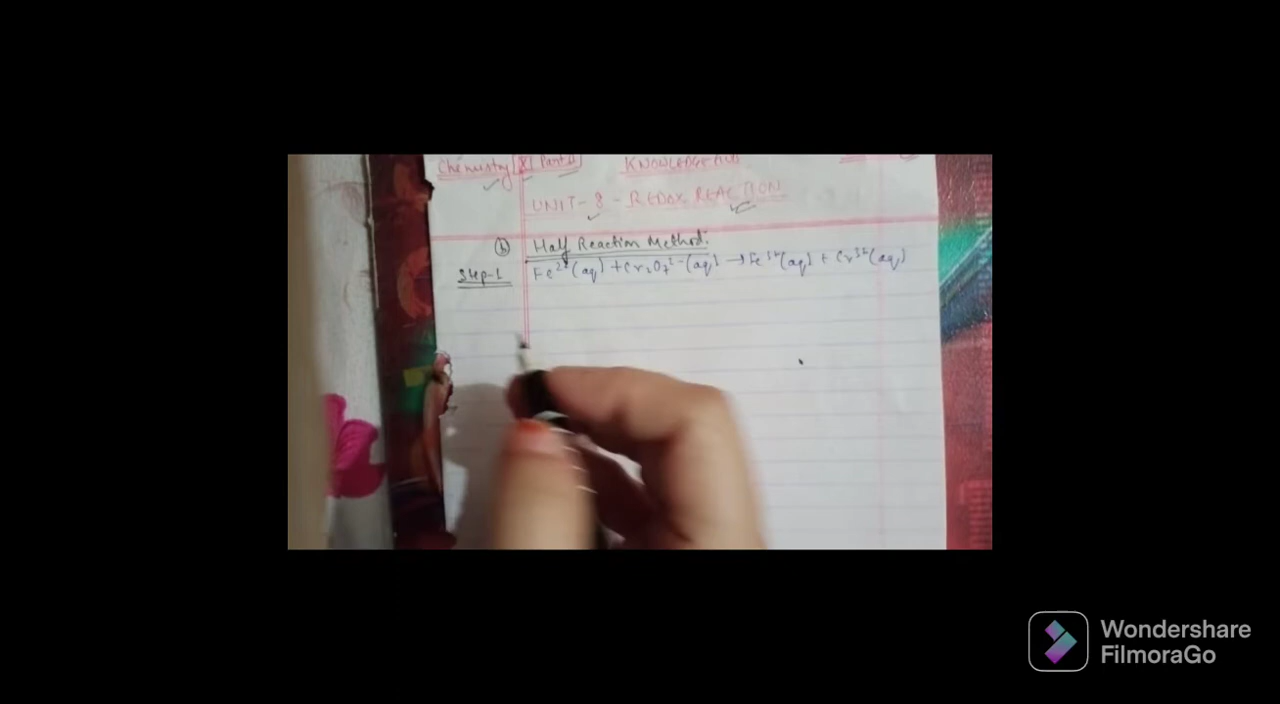 Chemistry XI Part II KNOWLEDGE HUB
UNIT-8 - REDOX REACTION
(b) Half Reaction Method:
Step-1 Fe²⁺(aq) + Cr₂O₇²⁻(aq) → Fe³⁺(aq) + Cr³⁺(aq)
Wondershare
FilmoraGo